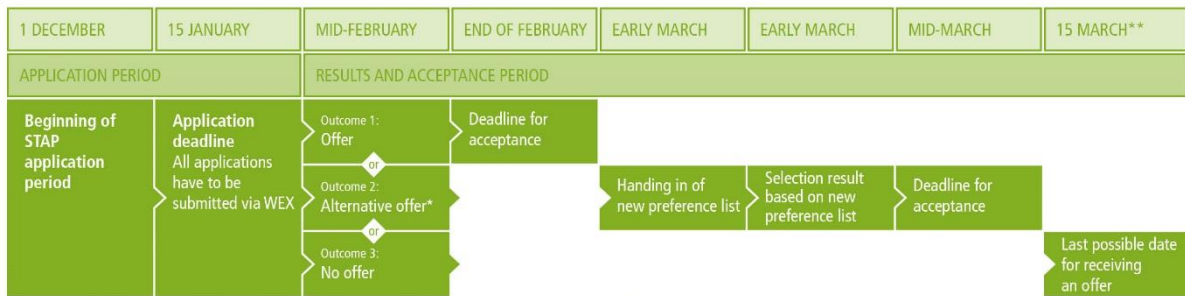 1 DECEMBER
15 JANUARY
MID-FEBRUARY
END OF FEBRUARY
EARLY MARCH
EARLY MARCH
MID-MARCH
15 MARCH**
APPLICATION PERIOD
RESULTS AND ACCEPTANCE PERIOD
Beginning of
STAP
application
period
Application
deadline
All applications
have to be
submitted via WEX
Outcome 1:
Offer
or
Outcome 2:
Alternative offer*
or
Outcome 3:
No offer
Deadline for
acceptance
Handing in of
new preference list
Selection result
based on new
preference list
Deadline for
acceptance
Last possible date
for receiving
an offer